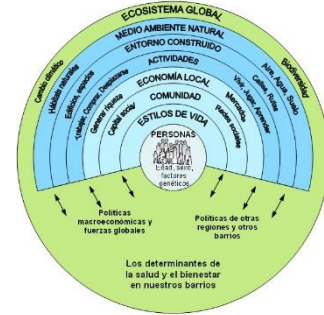 ECOSISTEMA GLOBAL
MEDIO AMBIENTE NATURAL
ENTORNO CONSTRUIDO
ACTIVIDADES
ECONOMÍA LOCAL
COMUNIDAD
ESTILOS DE VIDA
PERSONAS
Edad, sexo,
factores
genéticos
Cambio climático
Hábitats naturales
Edificios, espacios
Trabajar, Comprar, Desplazarse
Generar riqueza
Capital social
Biodiversidad
Aire, Agua, Suelo
Calles, Rutas
Vivir, Jugar, Aprender
Mercados
Redes sociales
Políticas
macroeconómicas y
fuerzas globales
Políticas de otras
regiones y otros
barrios
Los determinantes de
la salud y el bienestar
en nuestros barrios